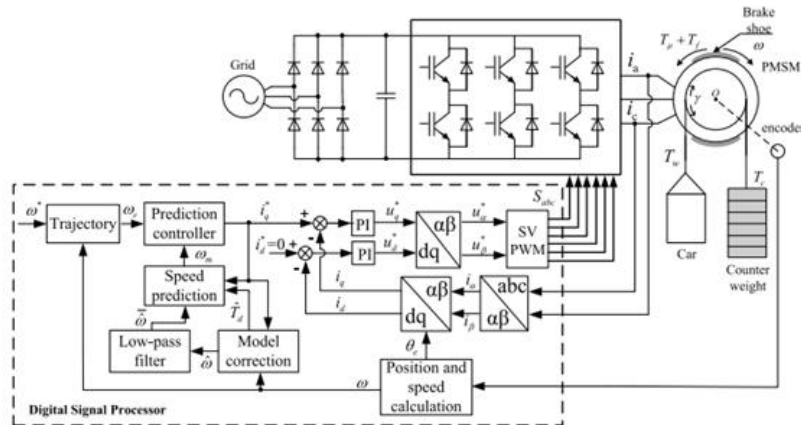 Brake
shoe
ω
T_μ + T_f
PMSM
Grid
i_a
r_γ
o
i_c
encoder
T_w
T_c
S_abc
ω*
Trajectory
ω_r
Prediction
controller
i_q*
+
-
PI
u_q*
αβ
dq
u_α*
SV
PWM
i_d*=0
+
-
PI
u_d*
u_β*
ω_m
Speed
prediction
i_q
i_d
αβ
dq
i_α
i_β
abc
αβ
Car
Counter
weight
T̂_d
θ_e
Low-pass
filter
ω̂
Model
correction
ω
Position and
speed
calculation
Digital Signal Processor